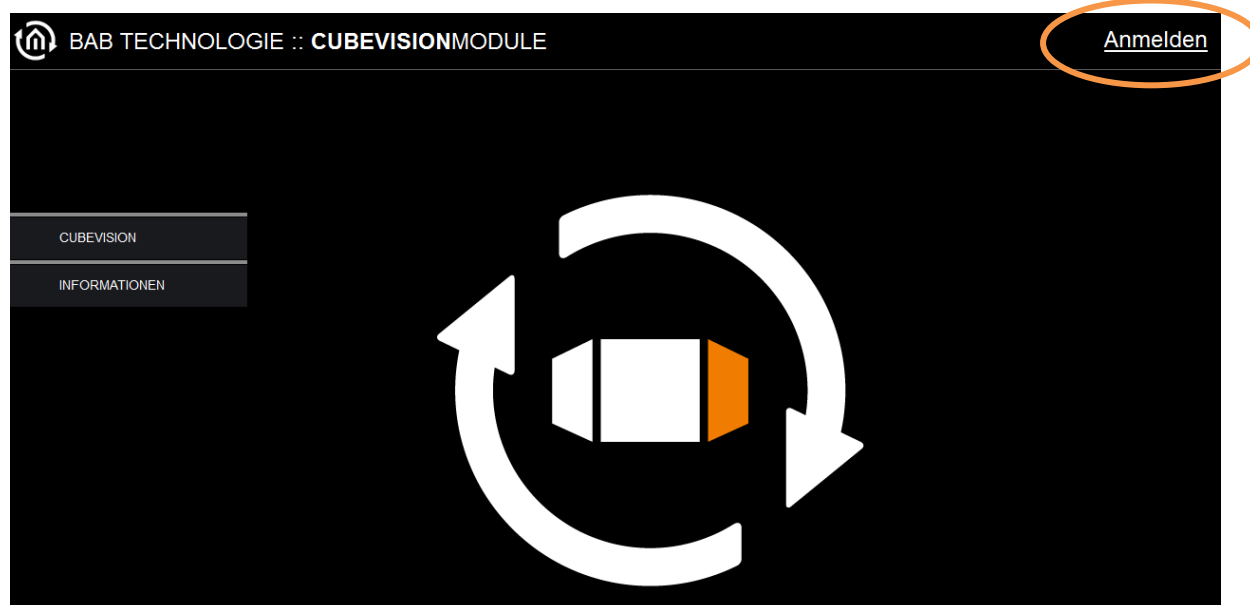 BAB TECHNOLOGIE :: CUBEVISIONMODULE
Anmelden
CUBEVISION
INFORMATIONEN